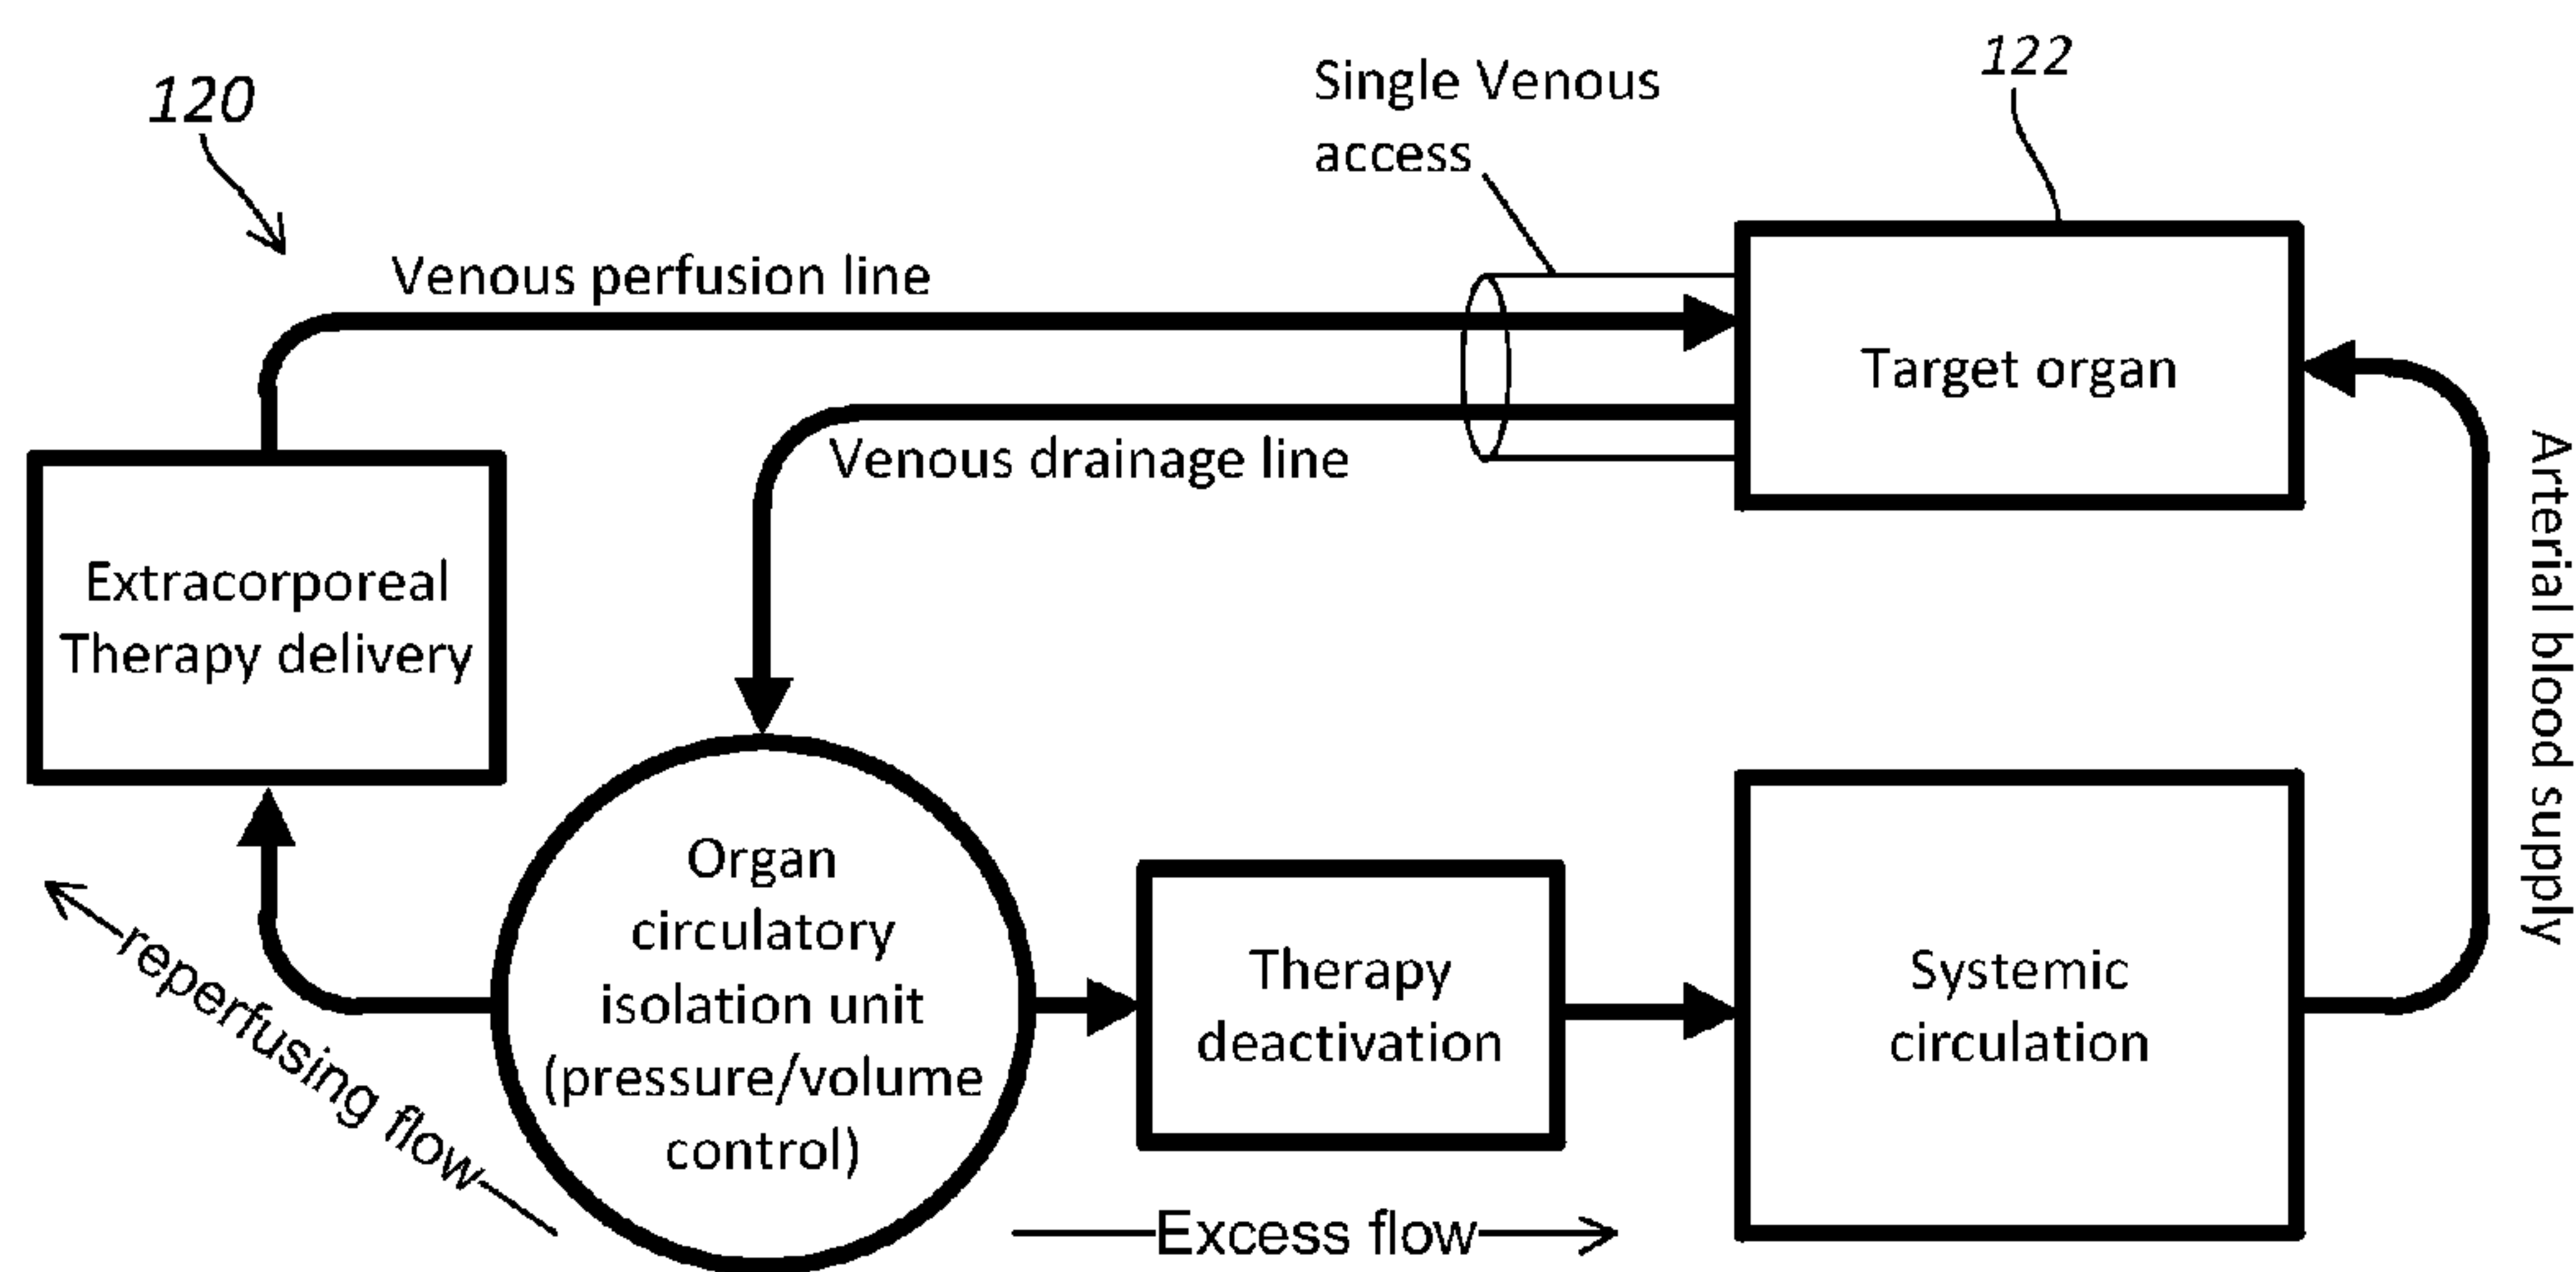 120
Single Venous
access
122
Venous perfusion line
Target organ
Venous drainage line
Arterial blood supply
Extracorporeal
Therapy delivery
Organ
circulatory
isolation unit
(pressure/volume
control)
reperfusing flow
Therapy
deactivation
Systemic
circulation
Excess flow